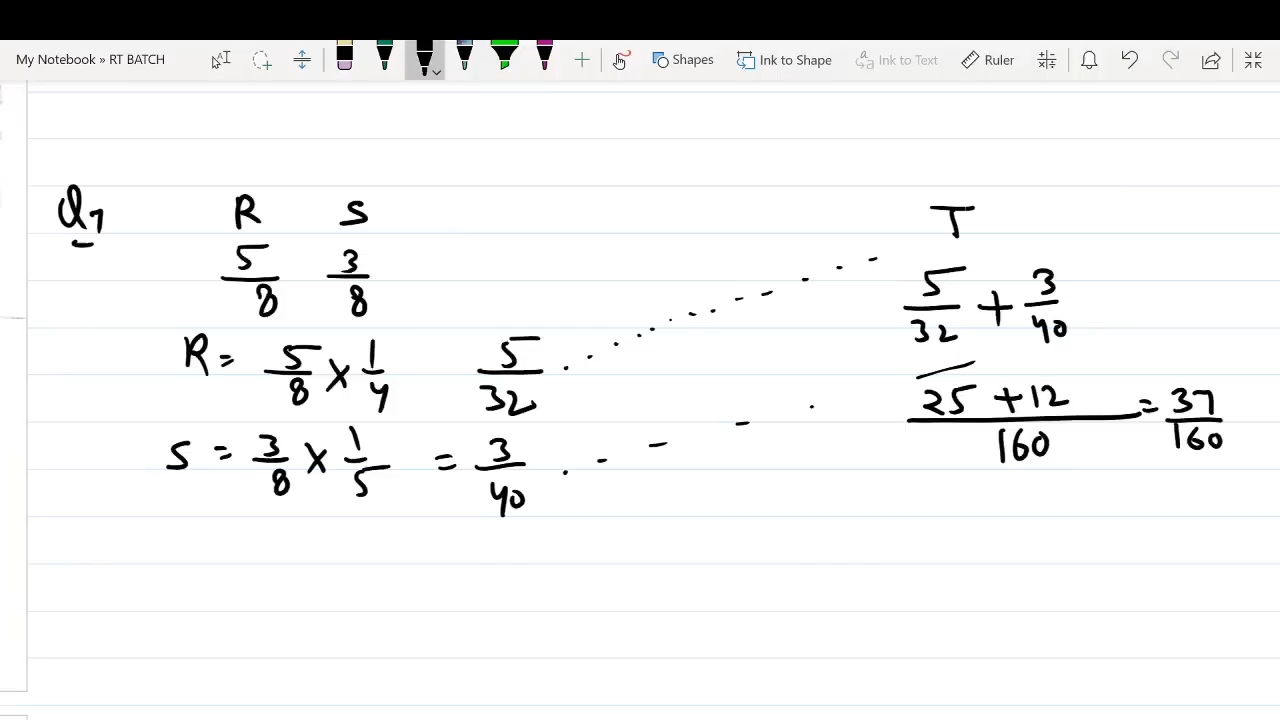 My Notebook » RT BATCH Shapes Ink to Shape Ink to Text Ruler
Q7 R S T
5/8 3/8 5/32 + 3/40
R = 5/8 × 1/4 5/32
25 + 12 / 160 = 37/160
S = 3/8 × 1/5 = 3/40